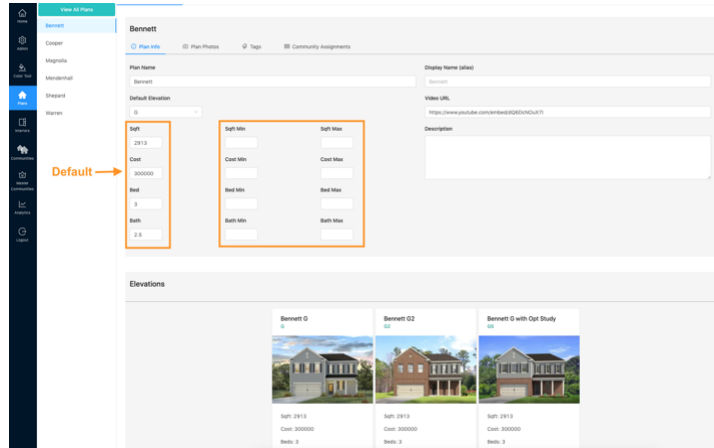 View All Plans
Home
Admin
Color Tool
Plans
Interiors
Communities
Master
Communities
Analytics
Logout
Bennett
Cooper
Magnolia
Mendenhall
Shepard
Warren
Bennett
Plan Info
Plan Photos
Tags
Community Assignments
Plan Name
Bennett
Display Name (alias)
Bennett
Default Elevation
G
Video URL
Sqft
2913
Sqft Min
Sqft Max
Description
Default
Cost
300000
Cost Min
Cost Max
Bed
3
Bed Min
Bed Max
Bath
2.5
Bath Min
Bath Max
Elevations
Bennett G
G
Bennett G2
G2
Bennett G with Opt Study
GS
Sqft: 2913
Sqft: 2913
Sqft: 2913
Cost: 300000
Cost: 300000
Cost: 300000
Beds: 3
Beds: 3
Beds: 3